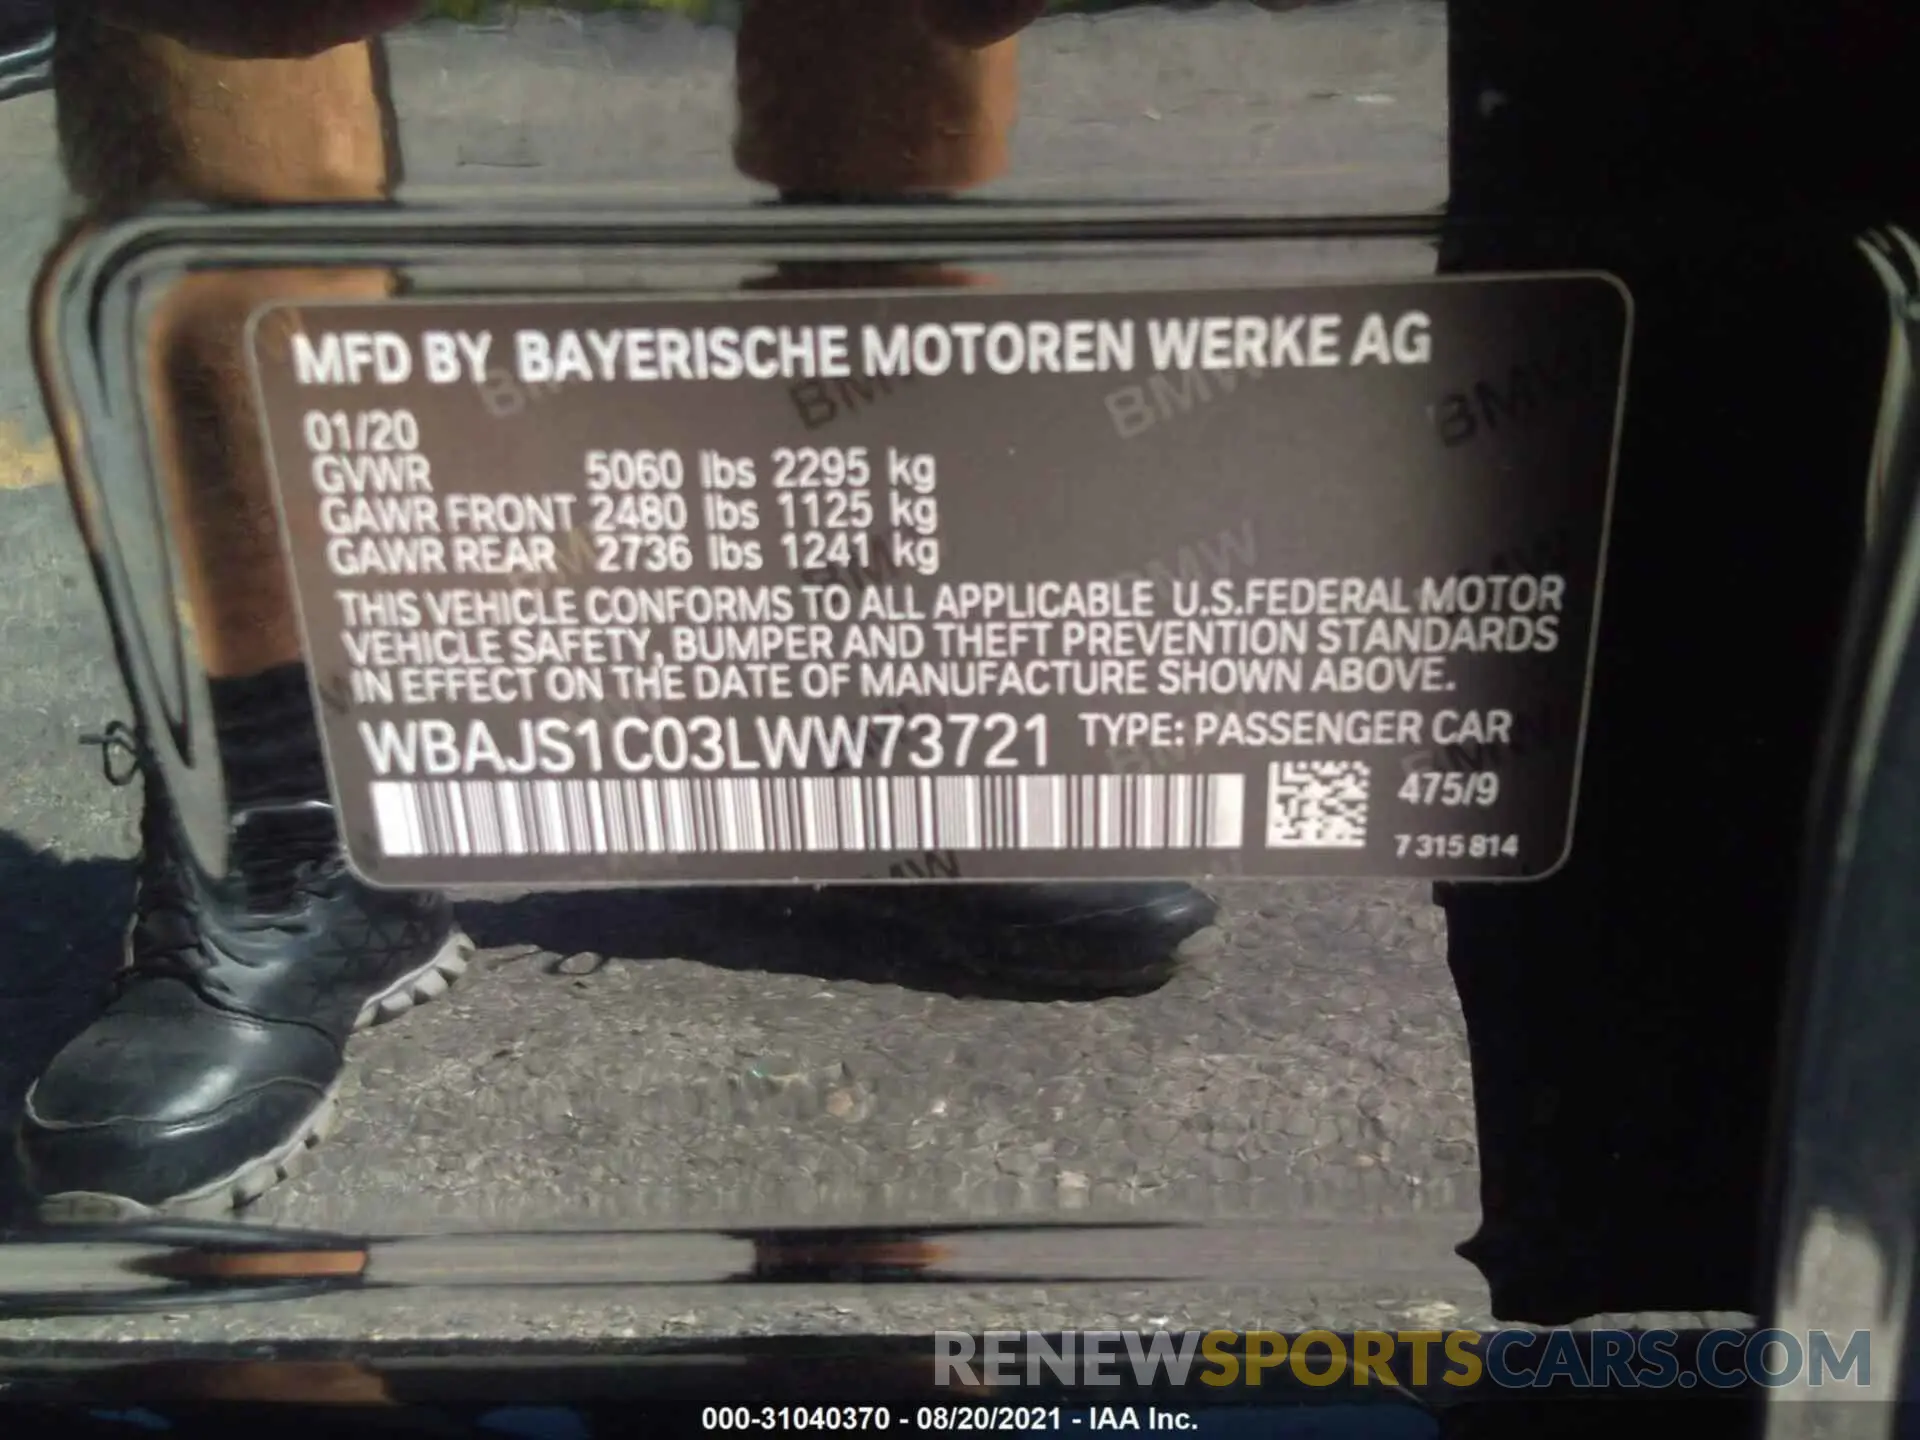 MFD BY BAYERISCHE MOTOREN WERKE AG
01/20
GVWR 5060 lbs 2295 kg
GAWR FRONT 2480 lbs 1125 kg
GAWR REAR 2736 lbs 1241 kg
THIS VEHICLE CONFORMS TO ALL APPLICABLE U.S.FEDERAL MOTOR
VEHICLE SAFETY, BUMPER AND THEFT PREVENTION STANDARDS
IN EFFECT ON THE DATE OF MANUFACTURE SHOWN ABOVE.
WBAJS1C03LWW73721 TYPE: PASSENGER CAR
475/9
7 315 814
RENEWSPORTSCARS.COM
000-31040370 - 08/20/2021 - IAA Inc.